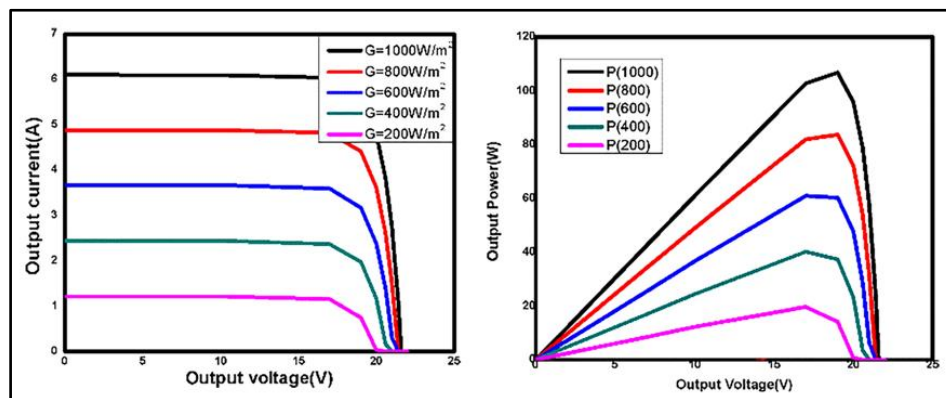 7
6
5
4
3
2
1
0
Output current(A)
G=1000W/m²
G=800W/m²
G=600W/m²
G=400W/m²
G=200W/m²
0 5 10 15 20 25
Output voltage(V)
120
100
80
60
40
20
0
Output Power(W)
P(1000)
P(800)
P(600)
P(400)
P(200)
0 5 10 15 20 25
Output Voltage(V)